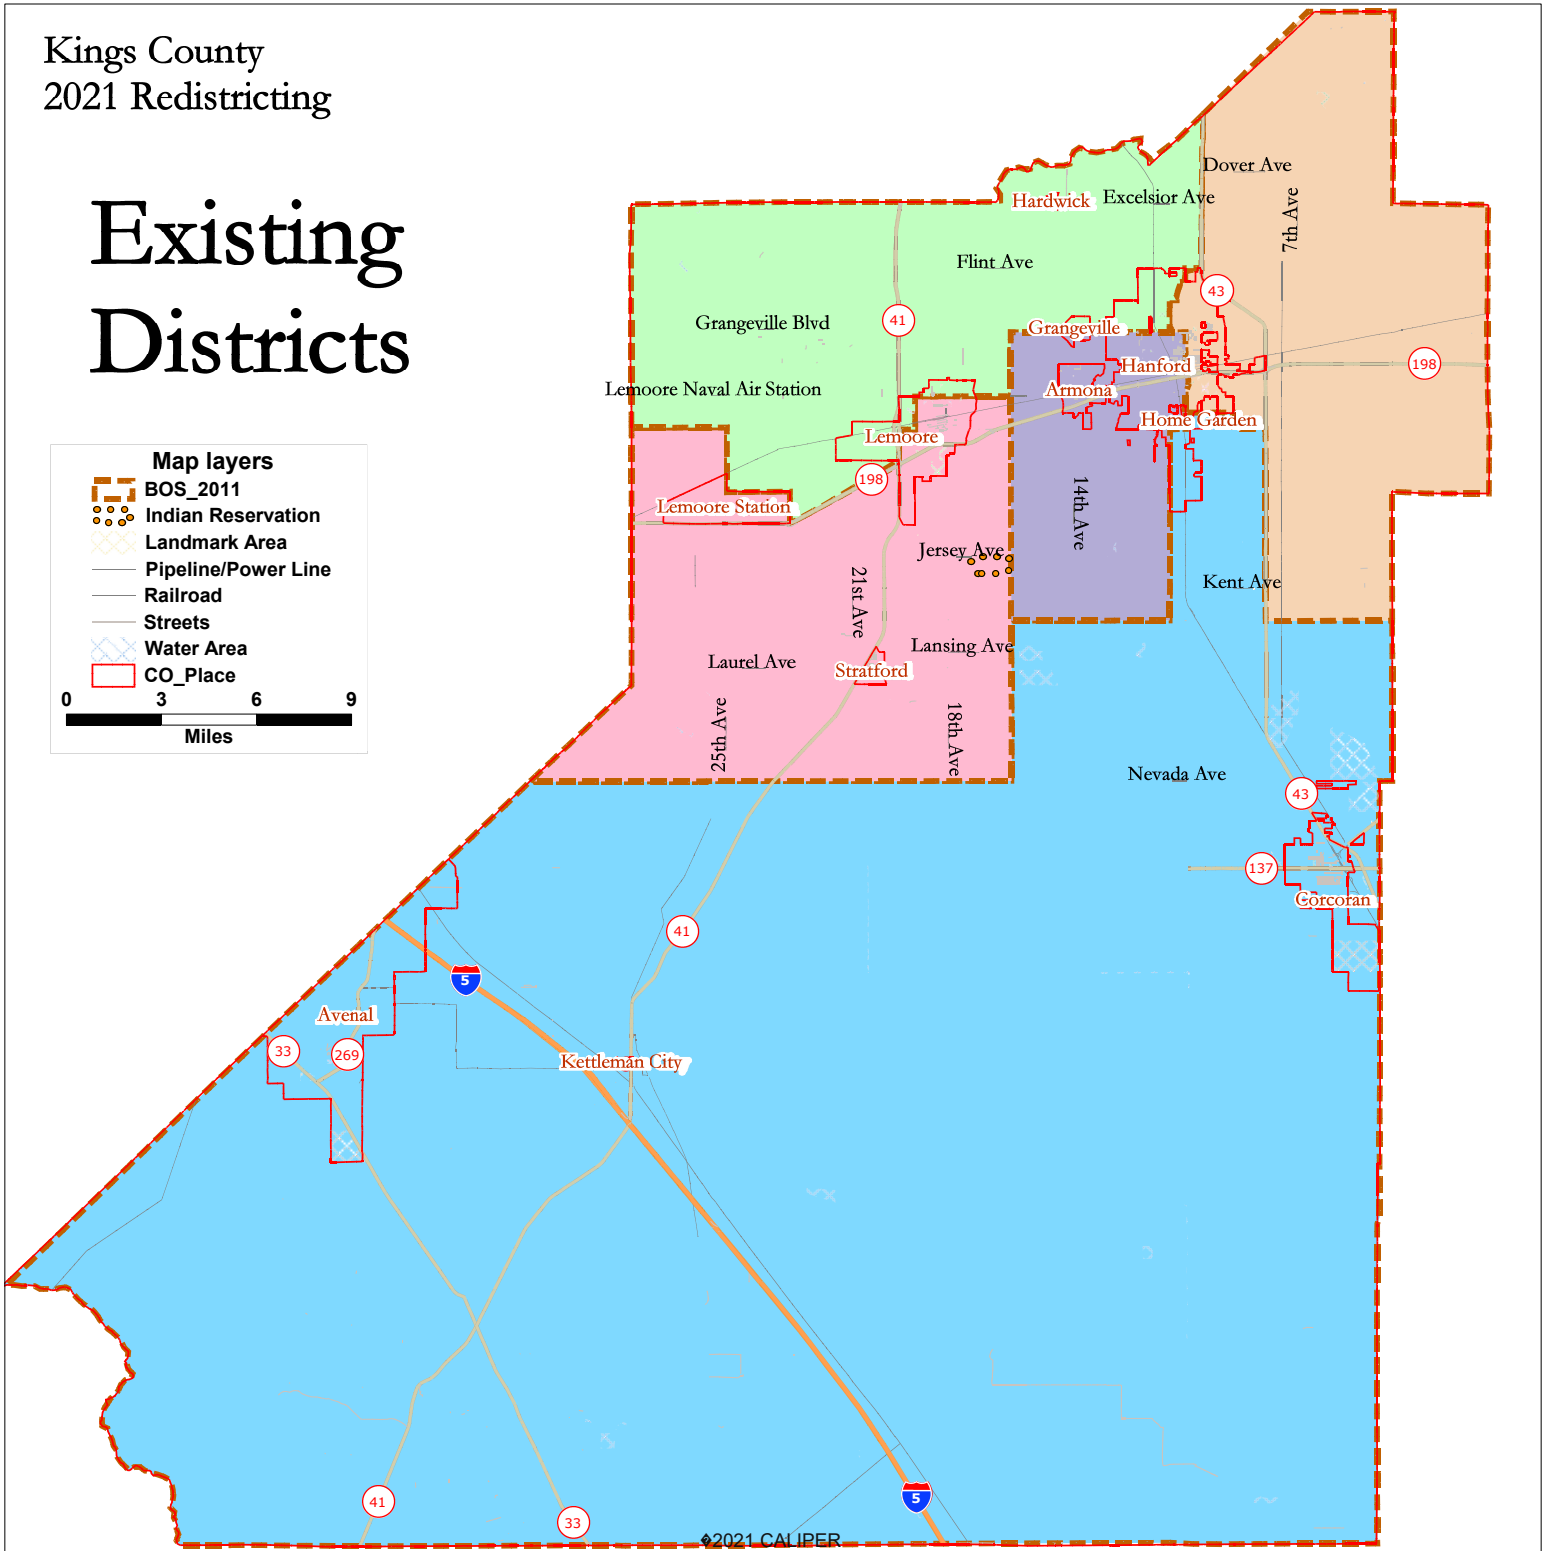 Kings County
2021 Redistricting
Existing
Districts
Map layers
BOS_2011
Indian Reservation
Landmark Area
Pipeline/Power Line
Railroad
Streets
Water Area
CO_Place
0 3 6 9
Miles
Dover Ave
7th Ave
Hardwick
Excelsior Ave
Flint Ave
43
Grangeville Blvd
41
Grangeville
Hanford
198
Lemoore Naval Air Station
Armona
Home Garden
Lemoore
198
Lemoore Station
14th Ave
Jersey Ave
21st Ave
Kent Ave
Lansing Ave
Laurel Ave
Stratford
25th Ave
18th Ave
Nevada Ave
43
137
Corcoran
41
5
Avenal
33
269
Kettleman City
41
33
5
�2021 CALIPER